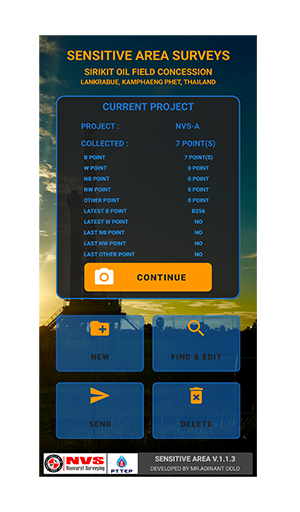 SENSITIVE AREA SURVEYS
SIRIKIT OIL FIELD CONCESSION
LANKRABUE, KAMPHAENG PHET, THAILAND
CURRENT PROJECT
PROJECT : NVS-A
COLLECTED : 7 POINT(S)
B POINT 7 POINT(S)
W POINT 0 POINT
NB POINT 0 POINT
NW POINT 0 POINT
OTHER POINT 0 POINT
LATEST B POINT B256
LATEST W POINT NO
LAST NB POINT NO
LAST NW POINT NO
LAST OTHER POINT NO
CONTINUE
NEW
FIND & EDIT
SEND
DELETE
NVS
Navarat Surveying
PTTEP
SENSITIVE AREA V.1.1.3
DEVELOPED BY MR.ADINANT DOLO